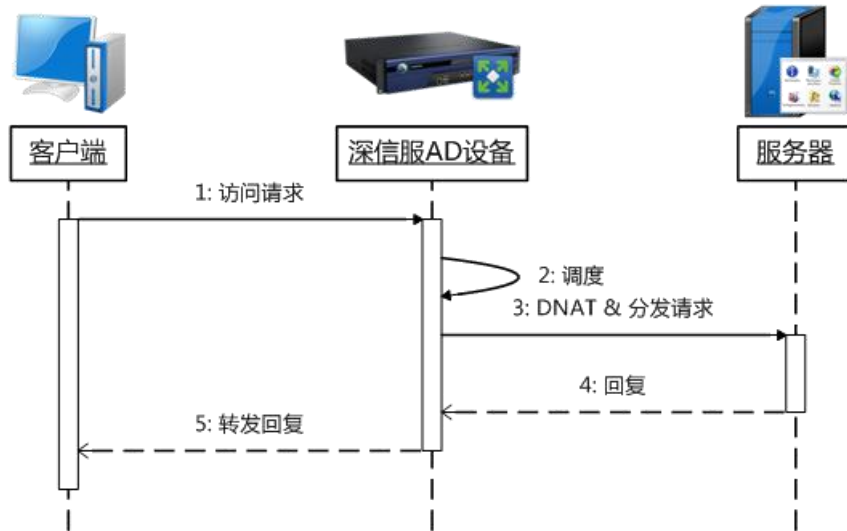 客户端
深信服AD设备
服务器
1: 访问请求
2: 调度
3: DNAT & 分发请求
4: 回复
5: 转发回复